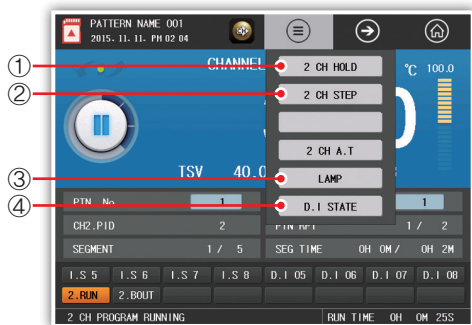 PATTERN NAME 001
2015. 11. 11. PM 02 04
CHANNEL
℃ 100.0
① 2 CH HOLD
② 2 CH STEP
2 CH A.T
③ LAMP
④ D.I STATE
TSV 40.0
PTN No. 1 1
CH2.PID 2 PTN RPT 1 / 2
SEGMENT 1 / 5 SEG TIME 0H 0M / 0H 2M
I.S 5 I.S 6 I.S 7 I.S 8 D.I 05 D.I 06 D.I 07 D.I 08
2.RUN 2.BOUT
2 CH PROGRAM RUNNING RUN TIME 0H 0M 25S